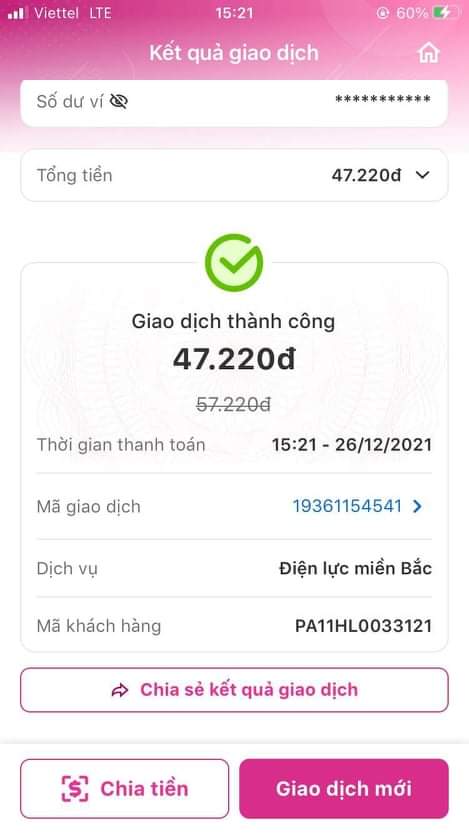 Viettel LTE 15:21 60%
Kết quả giao dịch
Số dư ví ***********
Tổng tiền 47.220đ
Giao dịch thành công
47.220đ
57.220đ
Thời gian thanh toán 15:21 - 26/12/2021
Mã giao dịch 19361154541
Dịch vụ Điện lực miền Bắc
Mã khách hàng PA11HL0033121
Chia sẻ kết quả giao dịch
Chia tiền Giao dịch mới